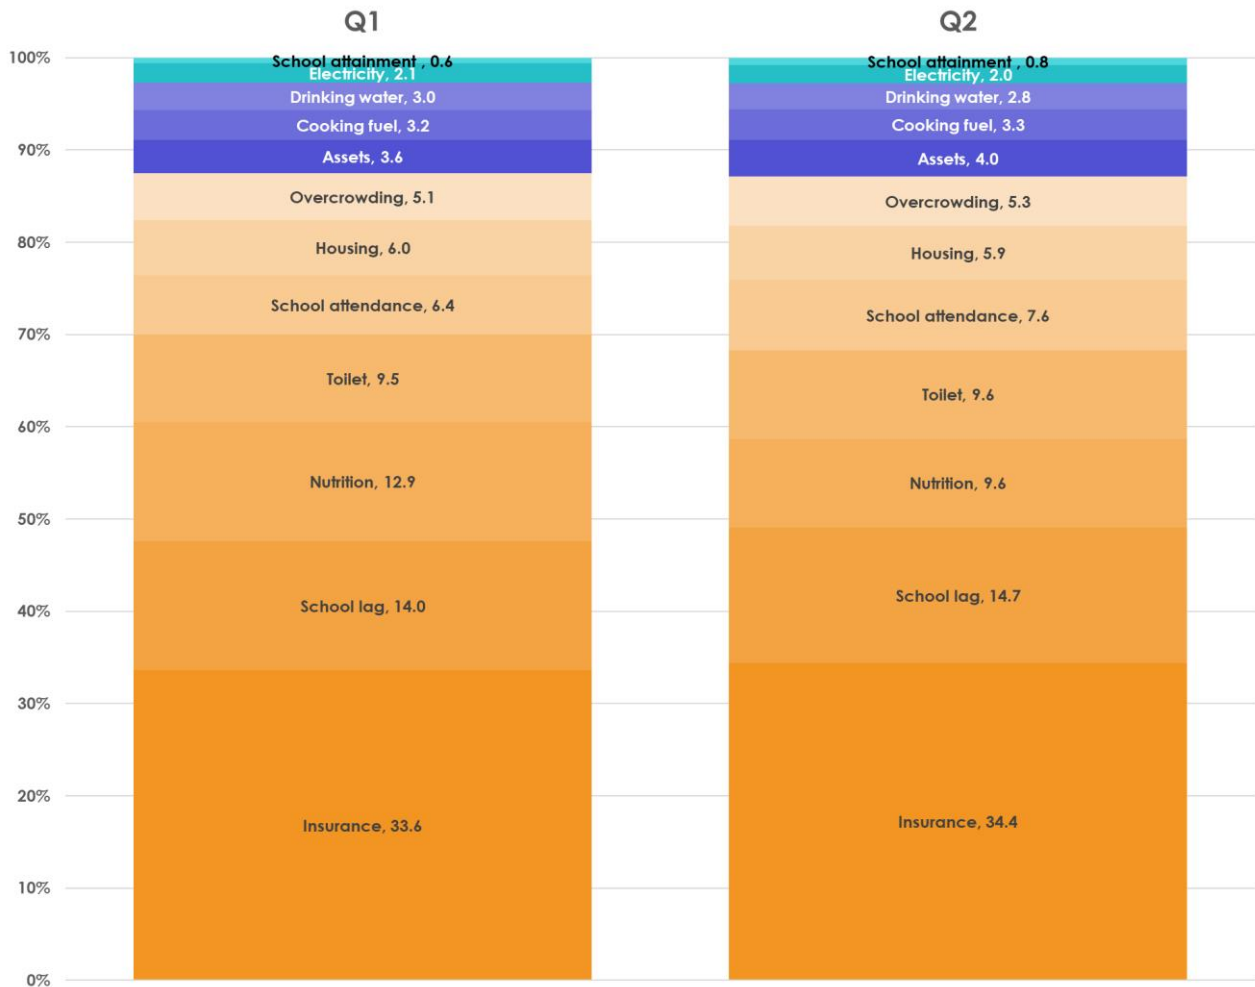 Q1
Q2
100%
90%
80%
70%
60%
50%
40%
30%
20%
10%
0%
School attainment , 0.6
Electricity, 2.1
Drinking water, 3.0
Cooking fuel, 3.2
Assets, 3.6
Overcrowding, 5.1
Housing, 6.0
School attendance, 6.4
Toilet, 9.5
Nutrition, 12.9
School lag, 14.0
Insurance, 33.6
School attainment , 0.8
Electricity, 2.0
Drinking water, 2.8
Cooking fuel, 3.3
Assets, 4.0
Overcrowding, 5.3
Housing, 5.9
School attendance, 7.6
Toilet, 9.6
Nutrition, 9.6
School lag, 14.7
Insurance, 34.4